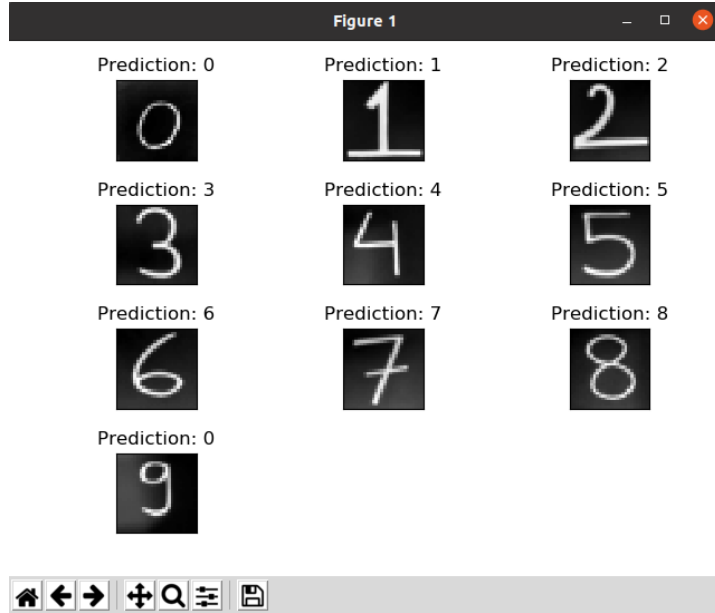 Figure 1
Prediction: 0
Prediction: 1
Prediction: 2
0
1
2
Prediction: 3
Prediction: 4
Prediction: 5
3
4
5
Prediction: 6
Prediction: 7
Prediction: 8
6
7
8
Prediction: 0
9